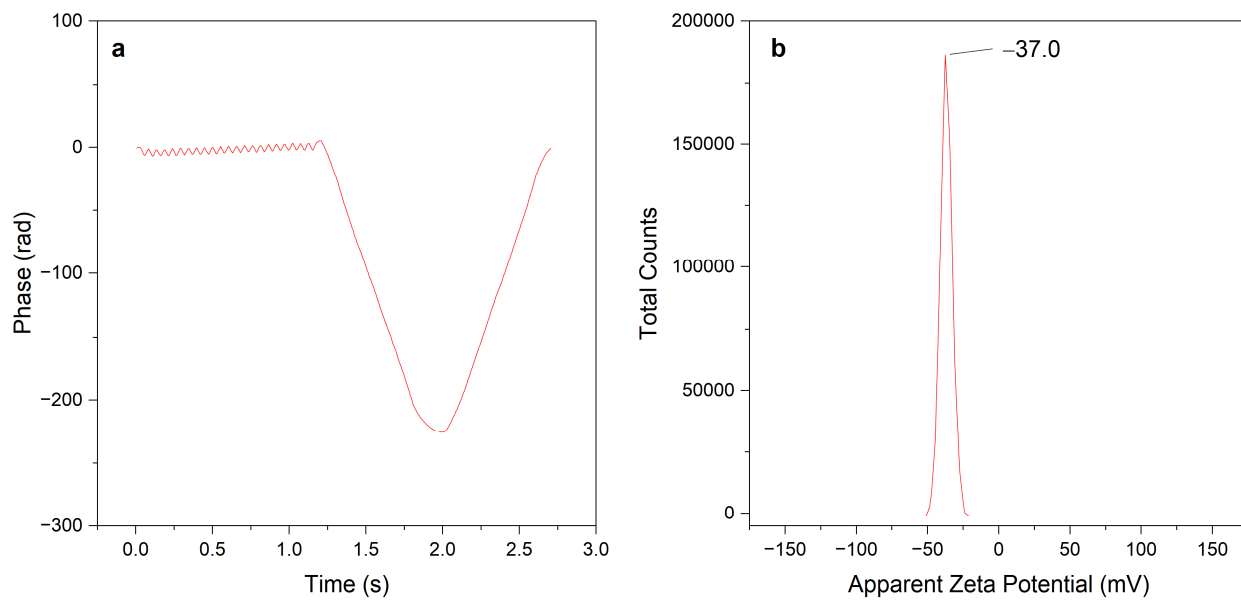 a
100
0
−100
−200
−300
Phase (rad)
0.0 0.5 1.0 1.5 2.0 2.5 3.0
Time (s)
b
−37.0
200000
150000
100000
50000
0
Total Counts
−150 −100 −50 0 50 100 150
Apparent Zeta Potential (mV)